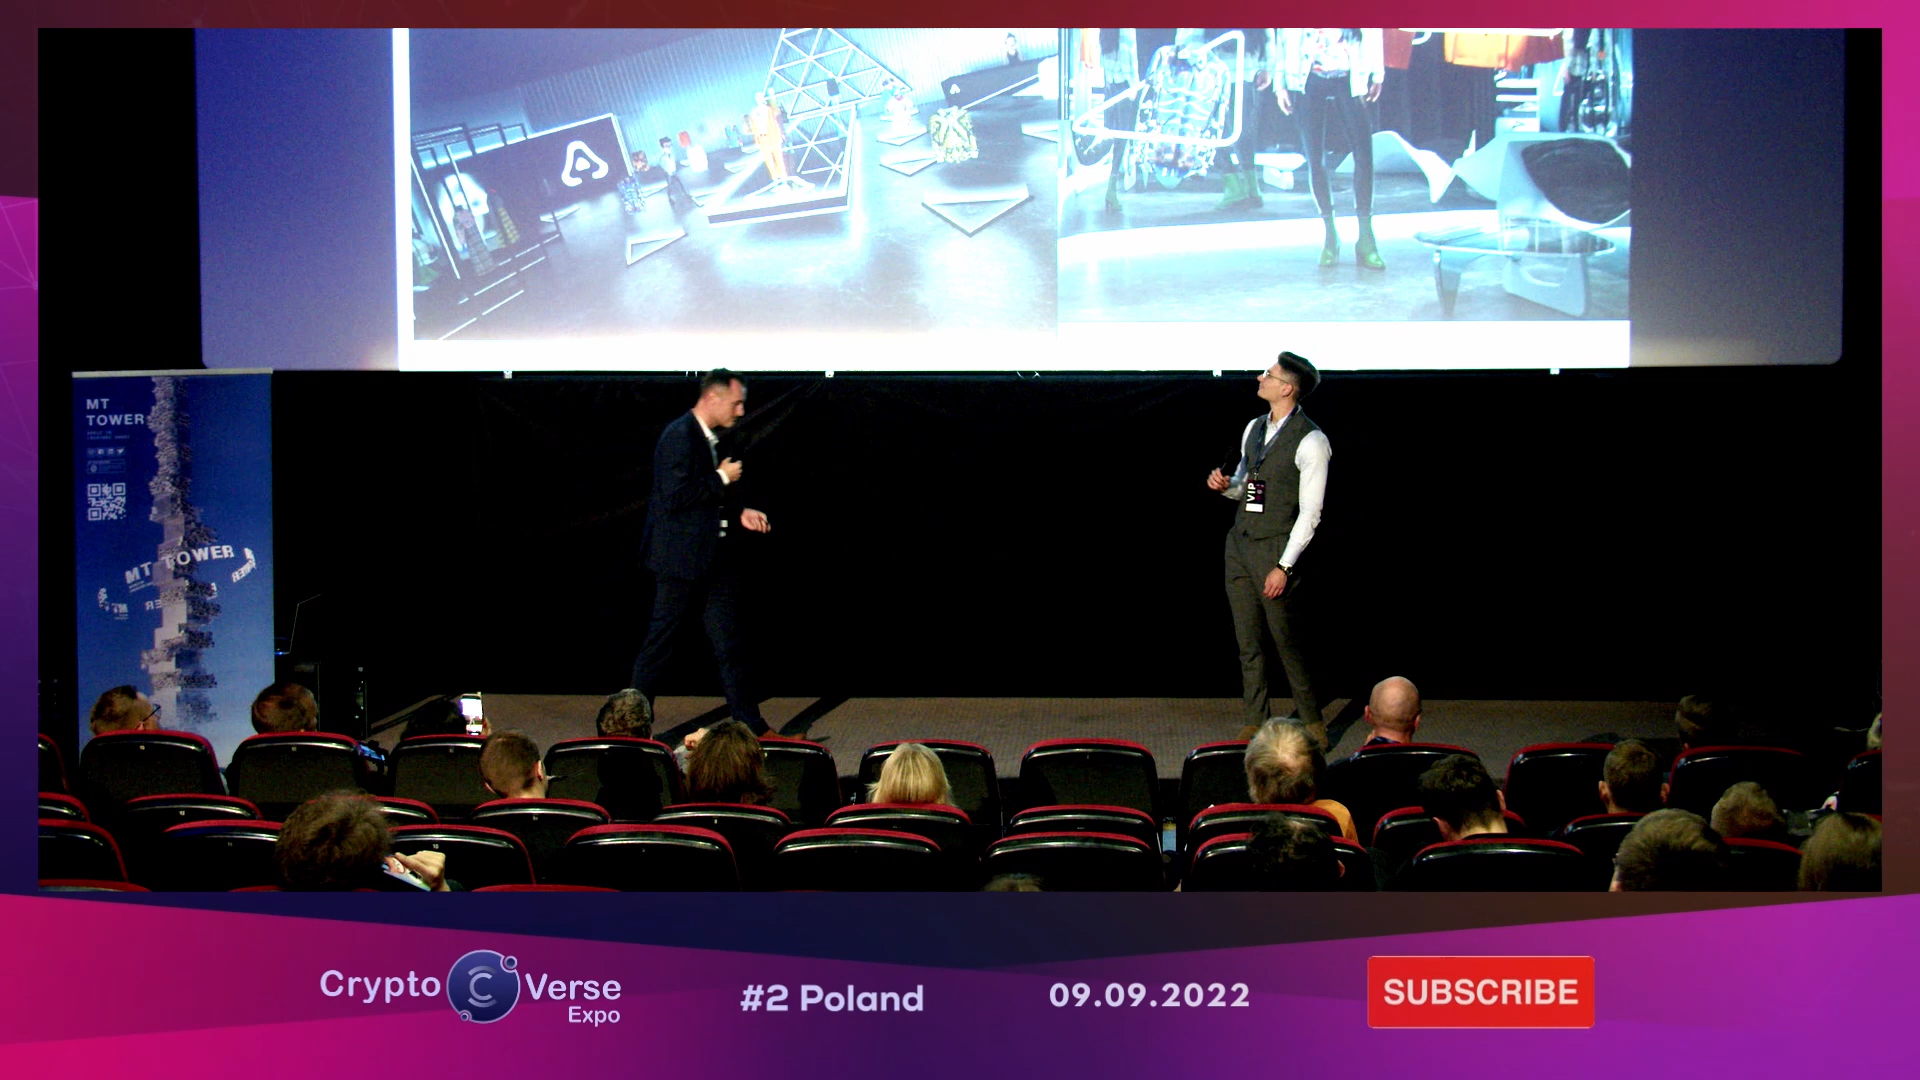 MT
TOWER
MT TOWER
VIP
Crypto Verse
Expo
#2 Poland
09.09.2022
SUBSCRIBE